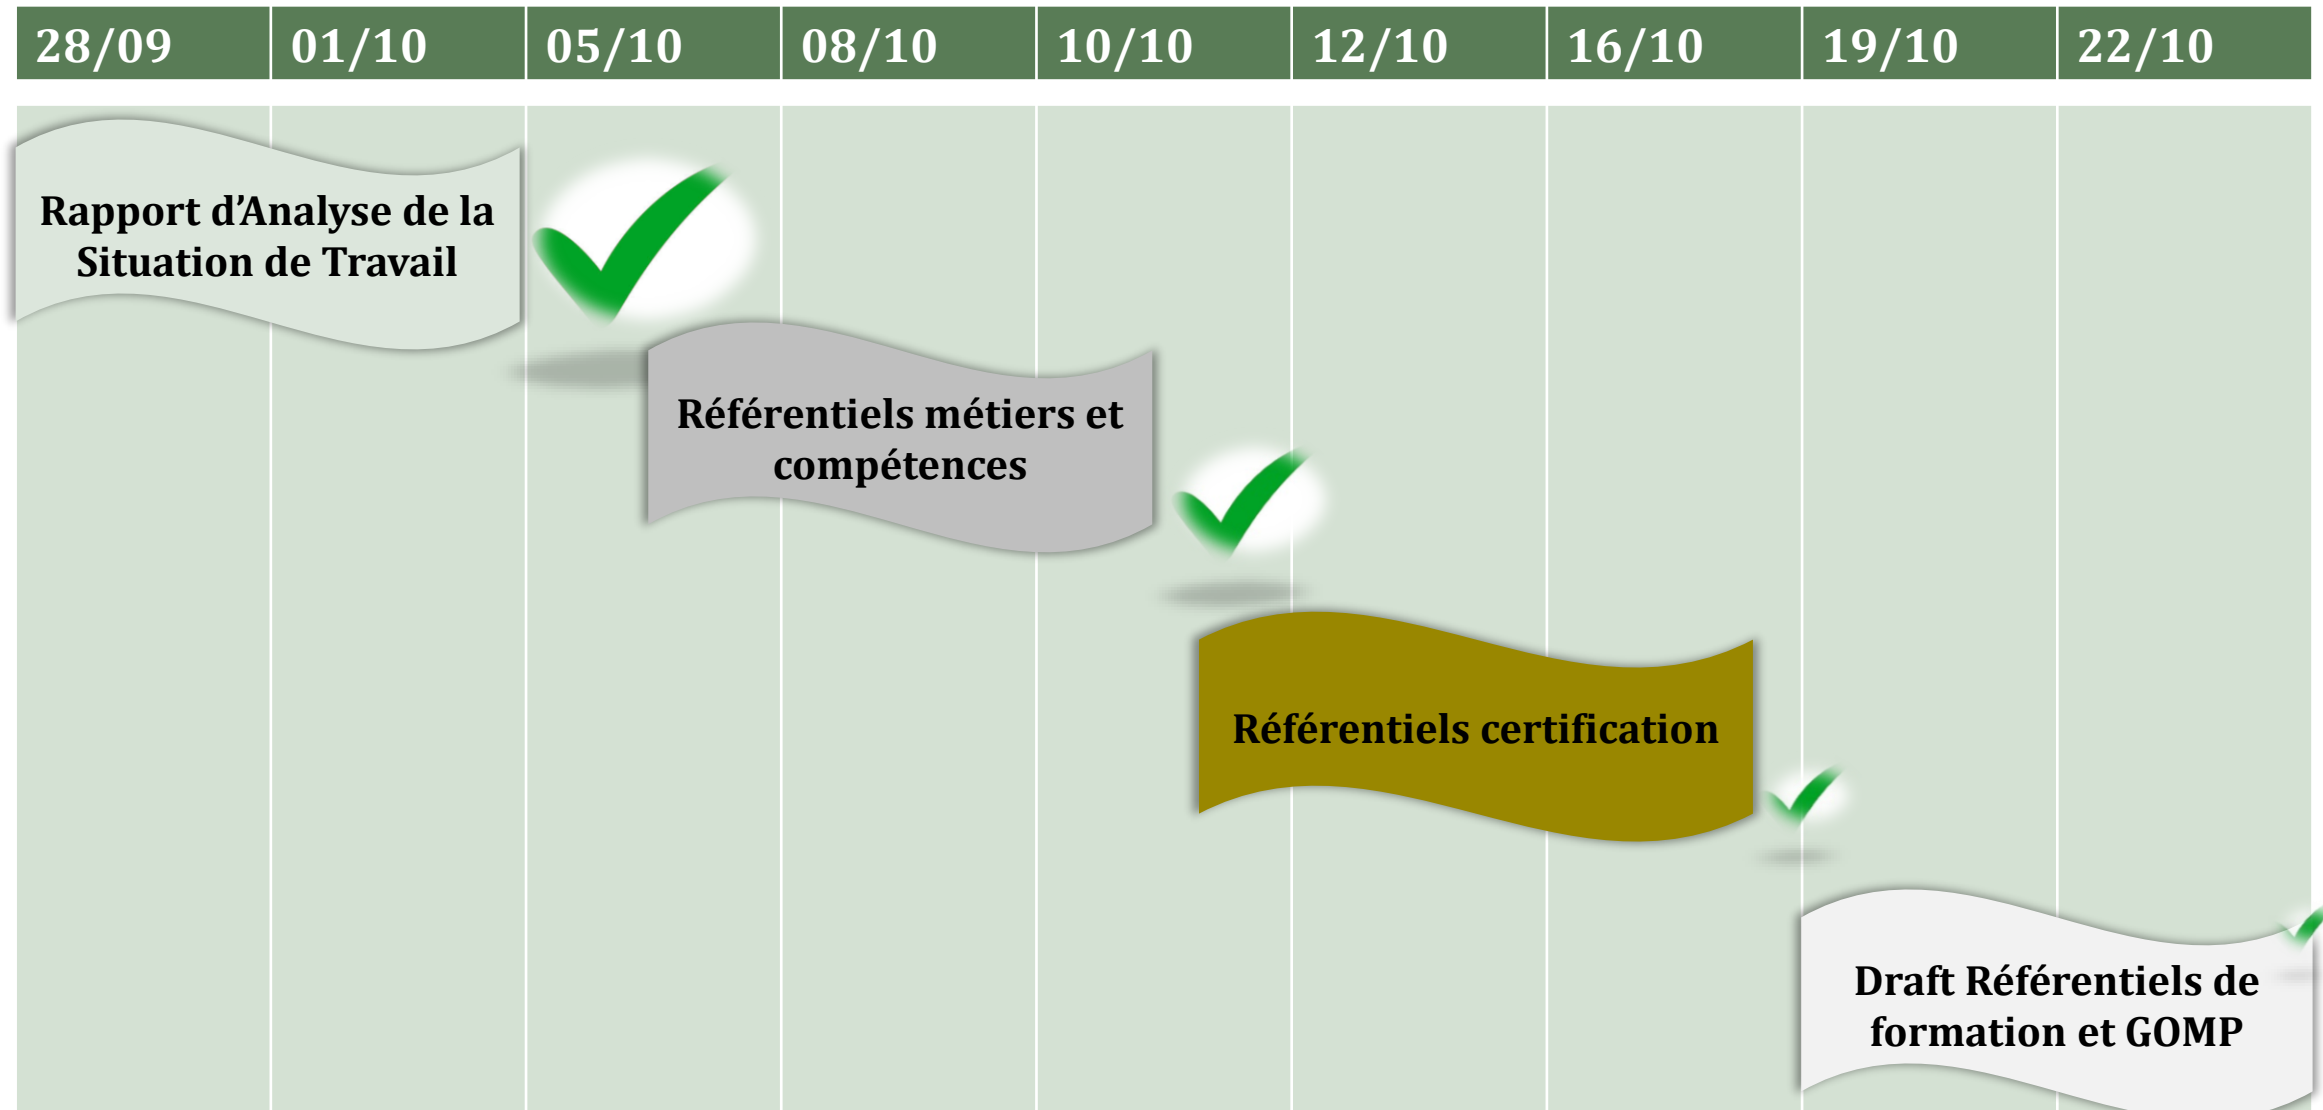 28/09 01/10 05/10 08/10 10/10 12/10 16/10 19/10 22/10
Rapport d’Analyse de la
Situation de Travail
Référentiels métiers et
compétences
Référentiels certification
Draft Référentiels de
formation et GOMP